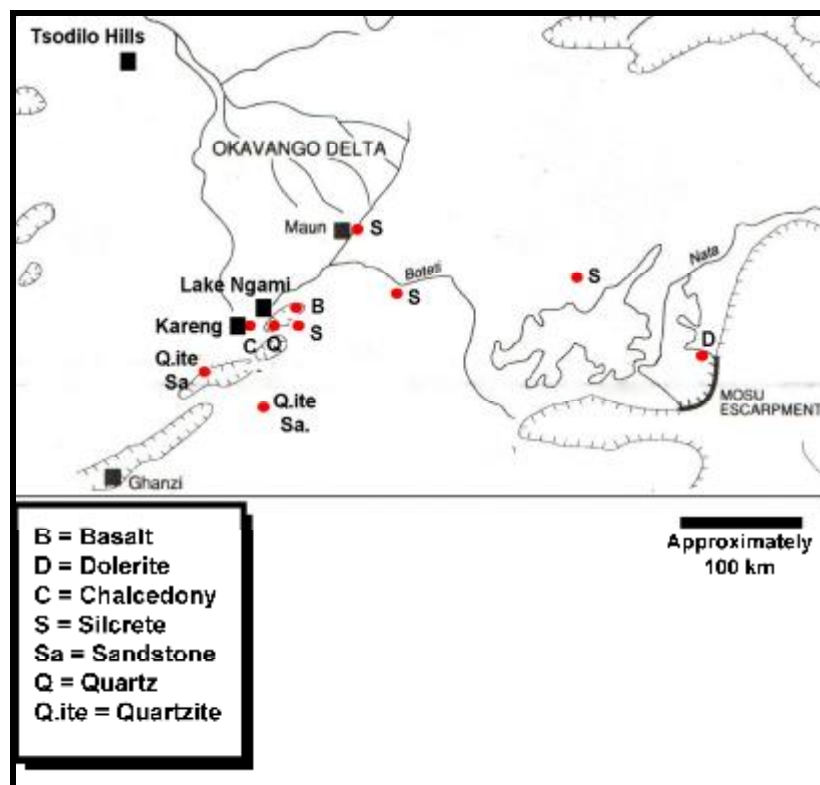 Tsodilo Hills
OKAVANGO DELTA
Maun
S
Nata
Boteti
S
S
Lake Ngami
B
Kareng
S
C Q
D
Q.ite
Sa
Q.ite
Sa.
MOSU
ESCARPMENT
Ghanzi
B = Basalt
D = Dolerite
C = Chalcedony
S = Silcrete
Sa = Sandstone
Q = Quartz
Q.ite = Quartzite
Approximately
100 km